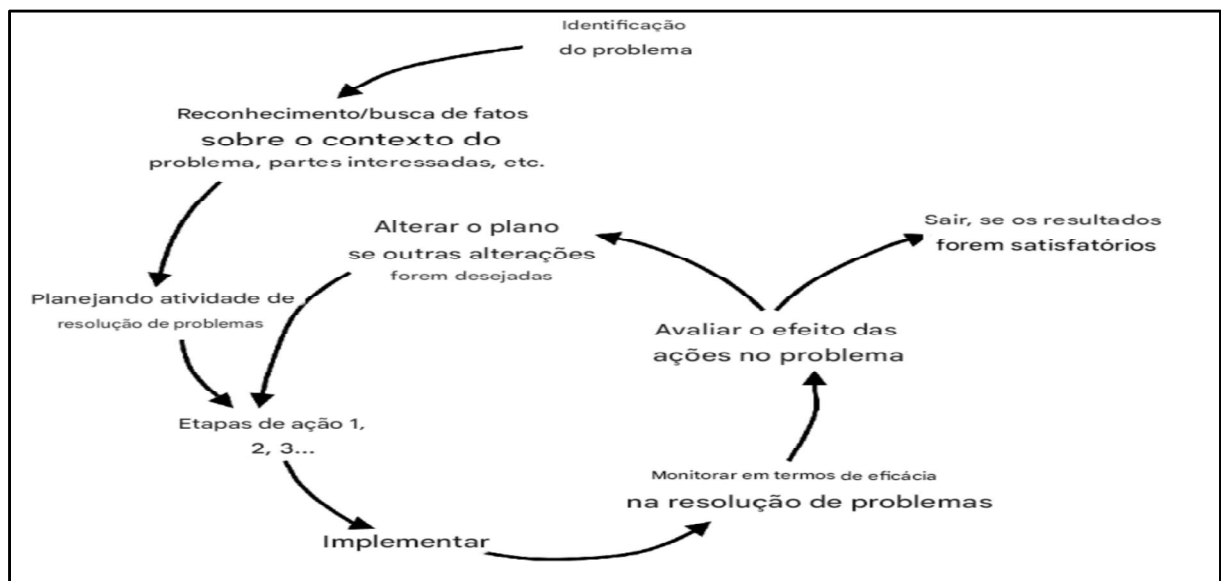 Identificação
do problema
Reconhecimento/busca de fatos
sobre o contexto do
problema, partes interessadas, etc.
Planejando atividade de
resolução de problemas
Etapas de ação 1,
2, 3...
Implementar
Monitorar em termos de eficácia
na resolução de problemas
Avaliar o efeito das
ações no problema
Alterar o plano
se outras alterações
forem desejadas
Sair, se os resultados
forem satisfatórios